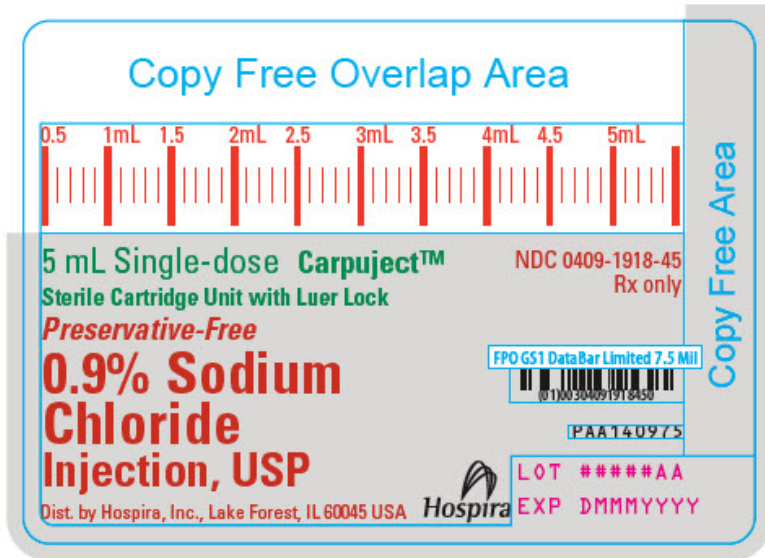 Copy Free Overlap Area
0.5 1mL 1.5 2mL 2.5 3mL 3.5 4mL 4.5 5mL
5 mL Single-dose Carpuject™
Sterile Cartridge Unit with Luer Lock
Preservative-Free
0.9% Sodium
Chloride
Injection, USP
Dist. by Hospira, Inc., Lake Forest, IL 60045 USA
NDC 0409-1918-45
Rx only
FPO GS1 DataBar Limited 7.5 Mil
(01)00304091918450
PAA140975
Hospira
LOT #####AA
EXP DMMMYYYY
Copy Free Area